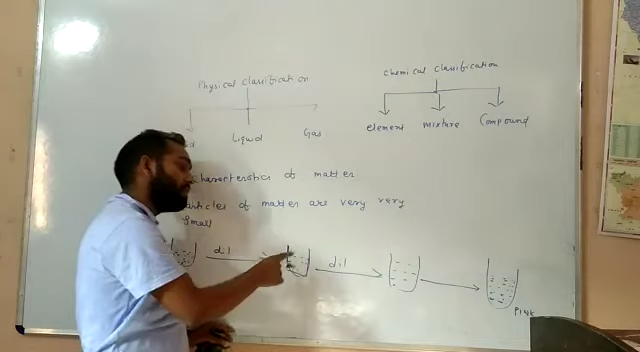 Physical classification
Chemical classification
Liquid
Gas
element
mixture
Compound
characterstics of matter
of matter are very very
Small
dil
dil
Pink